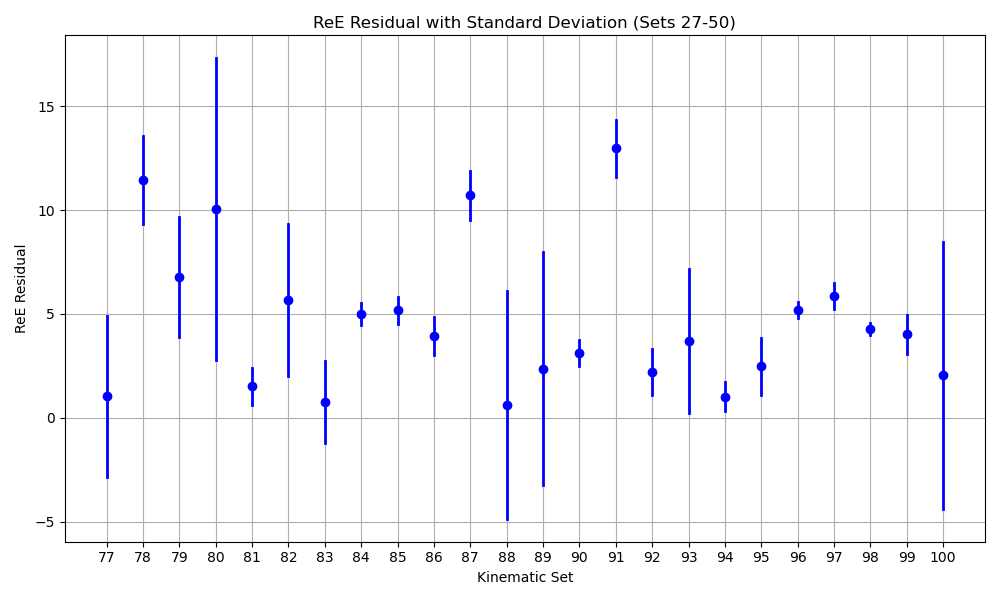 ReE Residual with Standard Deviation (Sets 27-50)
ReE Residual
15
10
5
0
−5
77 78 79 80 81 82 83 84 85 86 87 88 89 90 91 92 93 94 95 96 97 98 99 100
Kinematic Set